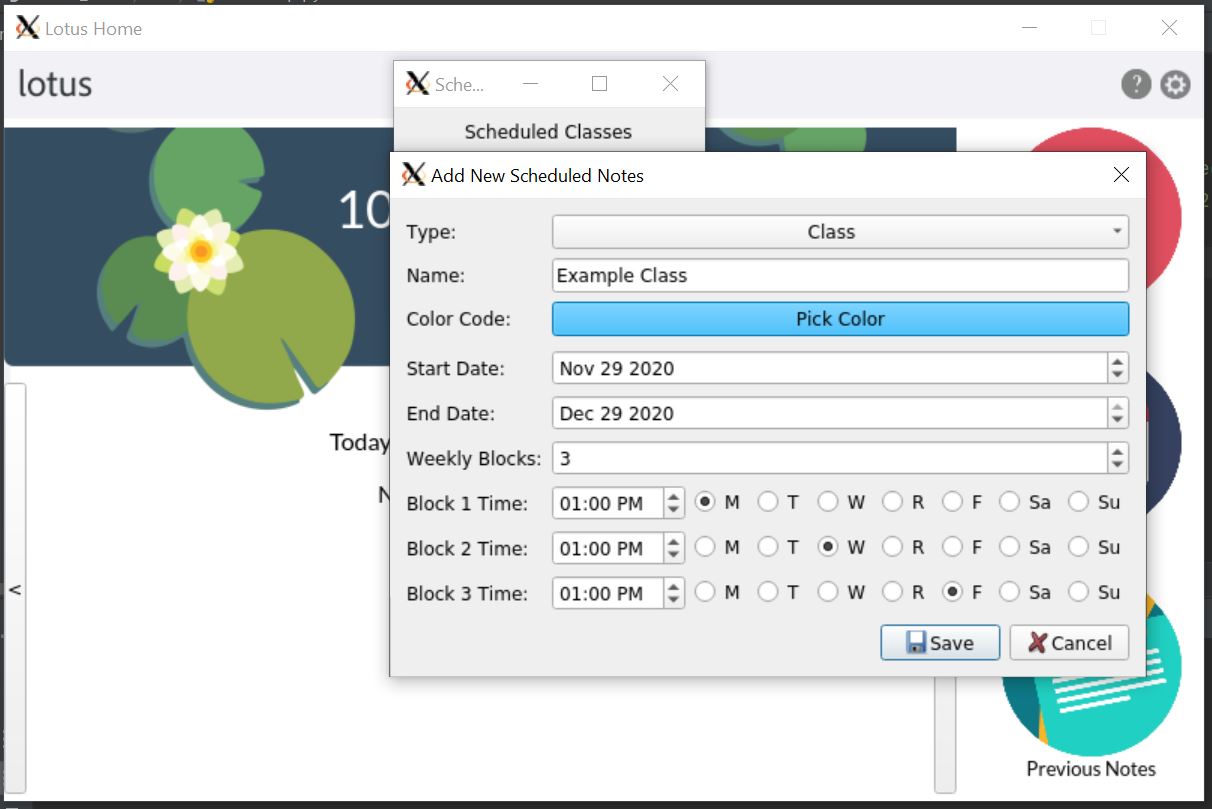 Lotus Home
lotus
?
Sche...
Scheduled Classes
Add New Scheduled Notes
Type: Class
Name: Example Class
Color Code: Pick Color
Start Date: Nov 29 2020
End Date: Dec 29 2020
Weekly Blocks: 3
Block 1 Time: 01:00 PM M T W R F Sa Su
Block 2 Time: 01:00 PM M T W R F Sa Su
Block 3 Time: 01:00 PM M T W R F Sa Su
Save Cancel
10
Today
N
<
Previous Notes